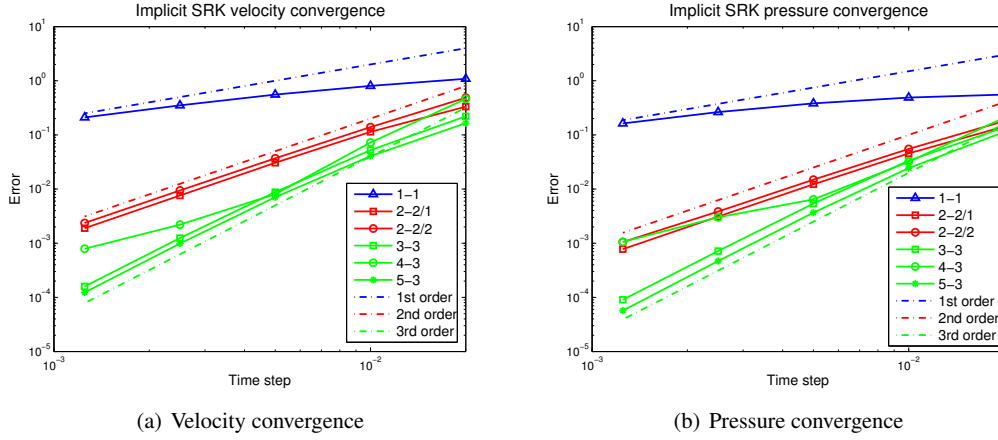 Implicit SRK velocity convergence
10^1
10^0
10^−1
10^−2
10^−3
10^−4
10^−5
Error
1−1
2−2/1
2−2/2
3−3
4−3
5−3
1st order
2nd order
3rd order
10^−3
10^−2
Time step
(a) Velocity convergence
Implicit SRK pressure convergence
10^1
10^0
10^−1
10^−2
10^−3
10^−4
10^−5
Error
1−1
2−2/1
2−2/2
3−3
4−3
5−3
1st order
2nd order
3rd order
10^−3
10^−2
Time step
(b) Pressure convergence